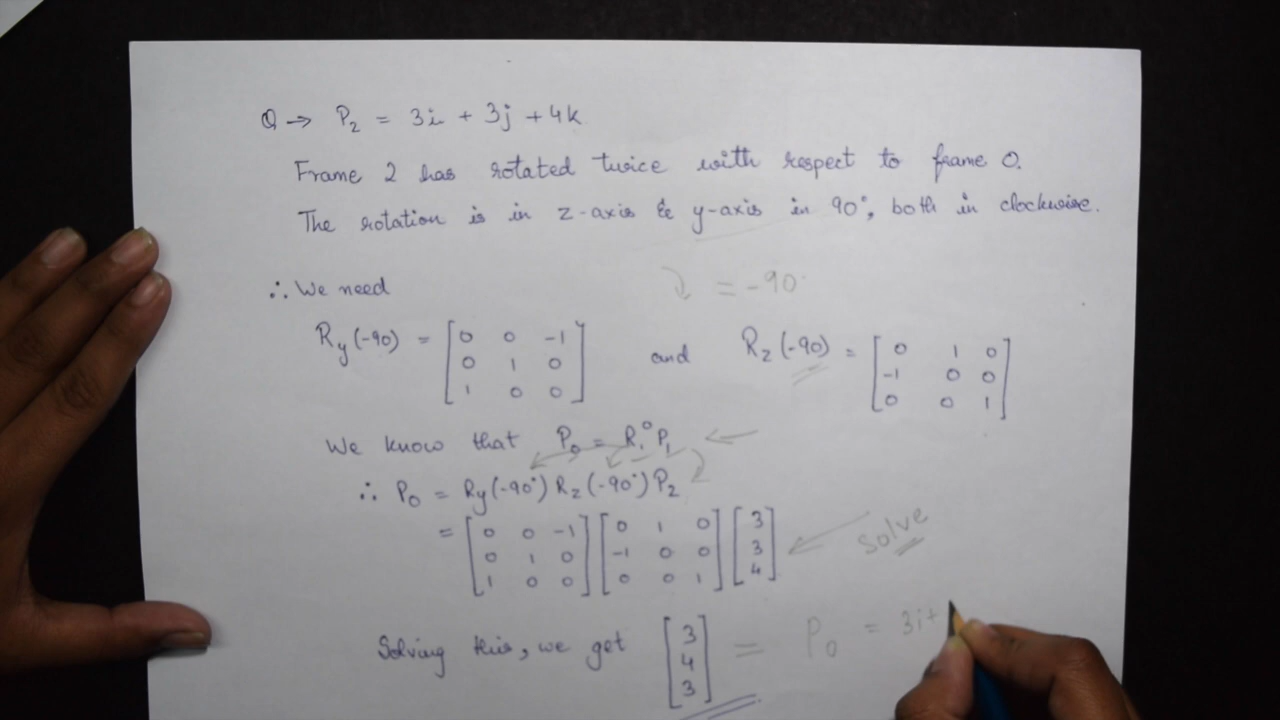 Q → P₂ = 3i + 3j + 4k
Frame 2 has rotated twice with respect to frame 0.
The rotation is in z-axis & y-axis in 90°, both in clockwise.
∴ We need
= -90
Ry(-90) = [0 0 -1; 0 1 0; 1 0 0] and Rz(-90) = [0 1 0; -1 0 0; 0 0 1]
We know that P₀ = R₁⁰P₁
∴ P₀ = Ry(-90°) Rz(-90°) P₂
= [0 0 -1; 0 1 0; 1 0 0] [0 1 0; -1 0 0; 0 0 1] [3; 3; 4] Solve
Solving this, we get [3; 4; 3] = P₀ = 3i+